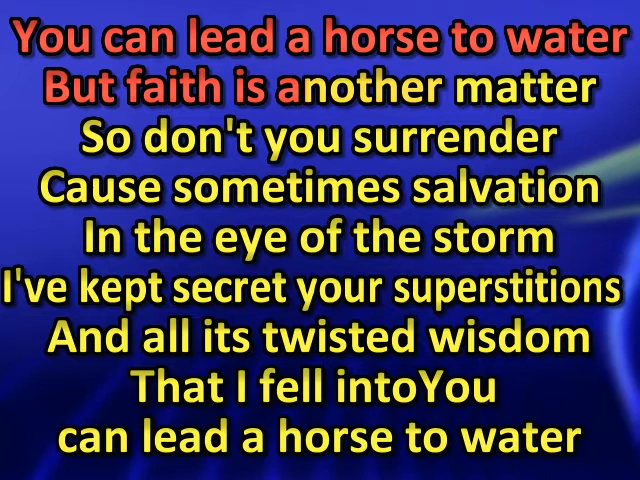 You can lead a horse to water
But faith is another matter
So don't you surrender
Cause sometimes salvation
In the eye of the storm
I've kept secret your superstitions
And all its twisted wisdom
That I fell intoYou
can lead a horse to water